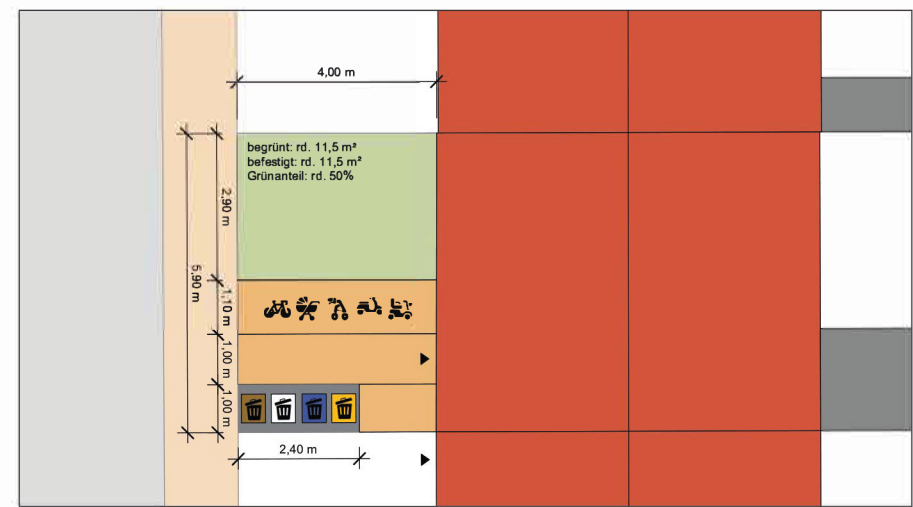 4,00 m
begrünt: rd. 11,5 m²
befestigt: rd. 11,5 m²
Grünanteil: rd. 50%
2,90 m
5,90 m
1,10 m
1,00 m
1,00 m
2,40 m